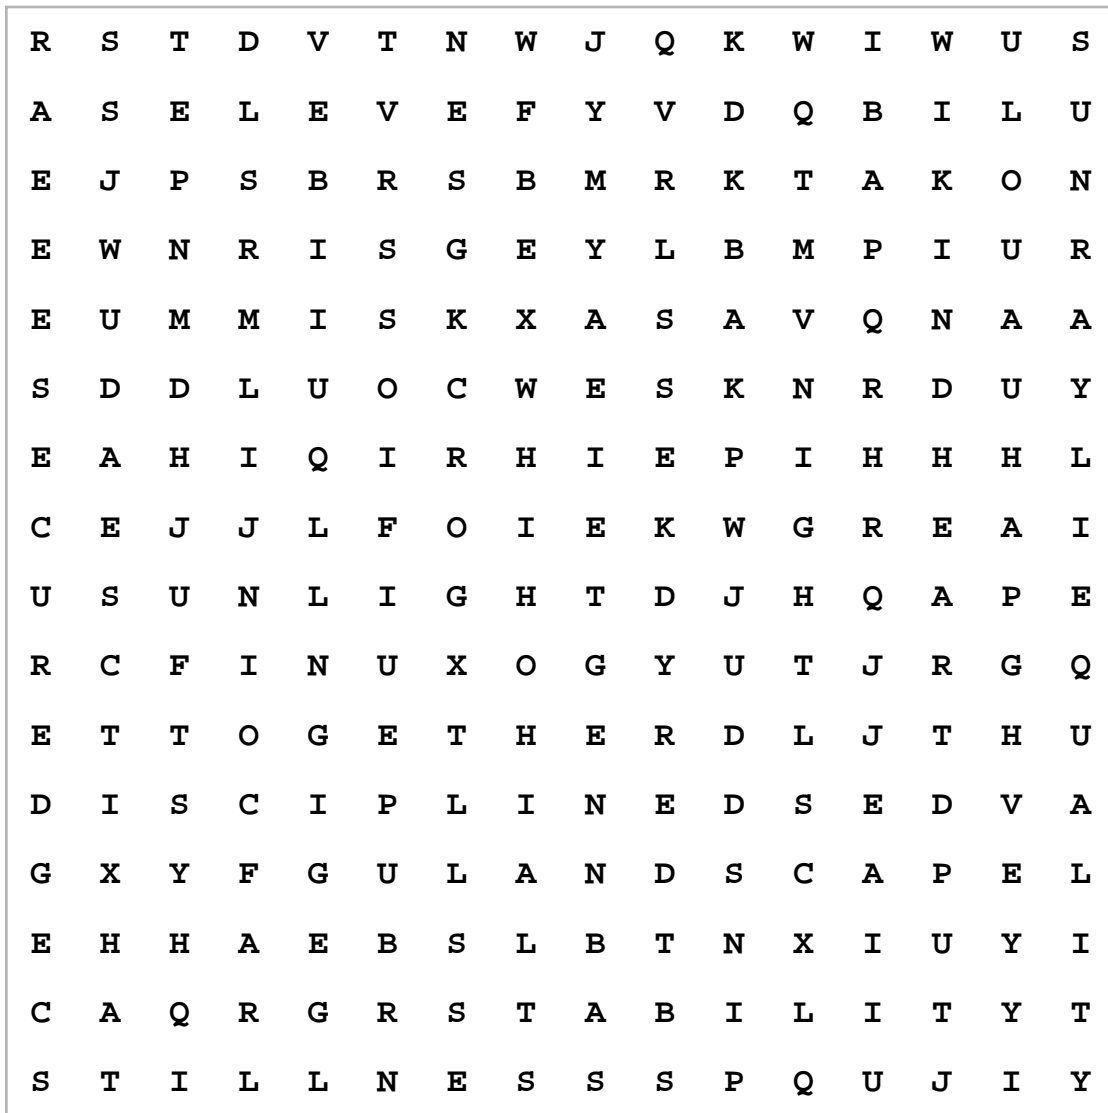 R S T D V T N W J Q K W I W U S
A S E L E V E F Y V D Q B I L U
E J P S B R S B M R K T A K O N
E W N R I S G E Y L B M P I U R
E U M M I S K X A S A V Q N A A
S D D L U O C W E S K N R D U Y
E A H I Q I R H I E P I H H H L
C E J J L F O I E K W G R E A I
U S U N L I G H T D J H Q A P E
R C F I N U X O G Y U T J R G Q
E T T O G E T H E R D L J T H U
D I S C I P L I N E D S E D V A
G X Y F G U L A N D S C A P E L
E H H A E B S L B T N X I U Y I
C A Q R G R S T A B I L I T Y T
S T I L L N E S S S P Q U J I Y